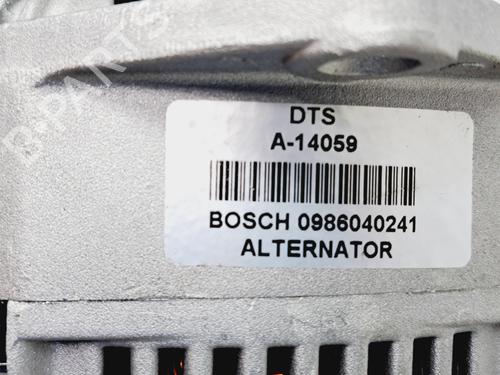 B-PARTS
DTS
A-14059
BOSCH 0986040241
ALTERNATOR